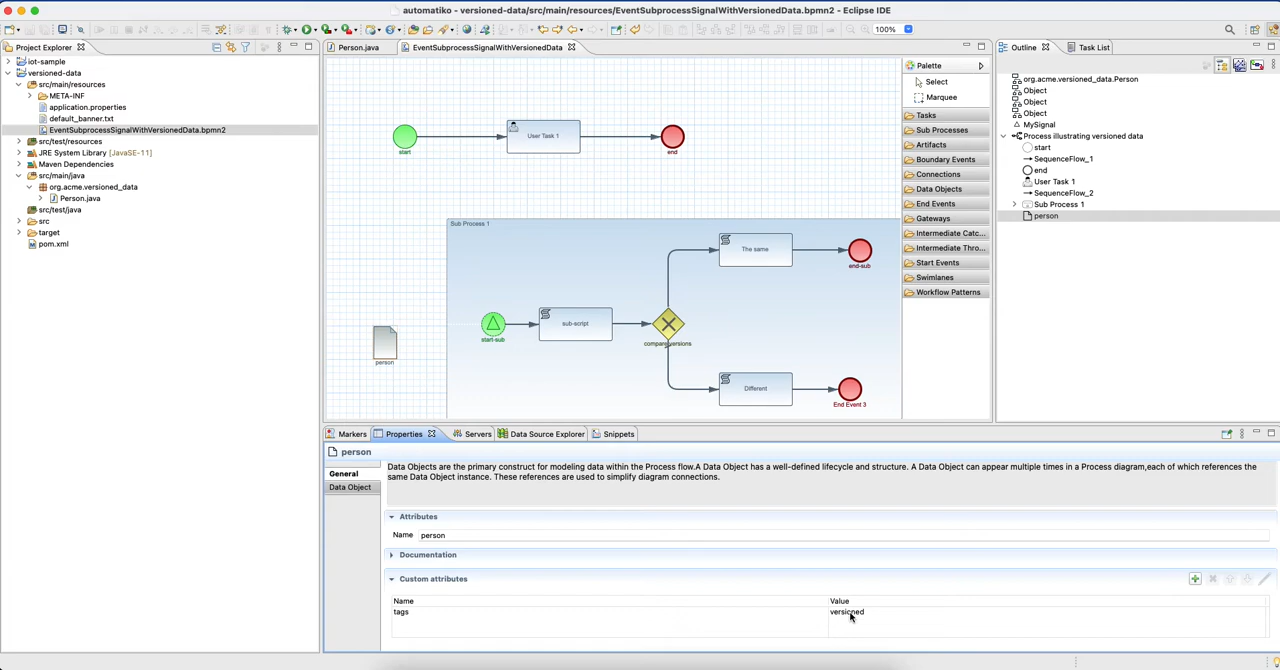 automatiko - versioned-data/src/main/resources/EventSubprocessSignalWithVersionedData.bpmn2 - Eclipse IDE
100%
Project Explorer
iot-sample
versioned-data
src/main/resources
META-INF
application.properties
default_banner.txt
EventSubprocessSignalWithVersionedData.bpmn2
src/test/resources
JRE System Library [JavaSE-11]
Maven Dependencies
src/main/java
org.acme.versioned_data
Person.java
src/test/java
src
target
pom.xml
Person.java
EventSubprocessSignalWithVersionedData
start
User Task 1
end
Sub Process 1
The same
end-sub
start-sub
sub-script
compare versions
Different
End Event 3
person
Palette
Select
Marquee
Tasks
Sub Processes
Artifacts
Boundary Events
Connections
Data Objects
End Events
Gateways
Intermediate Catc...
Intermediate Thro...
Start Events
Swimlanes
Workflow Patterns
Outline
Task List
org.acme.versioned_data.Person
Object
Object
Object
MySignal
Process illustrating versioned data
start
SequenceFlow_1
end
User Task 1
SequenceFlow_2
Sub Process 1
person
Markers
Properties
Servers
Data Source Explorer
Snippets
person
General
Data Object
Data Objects are the primary construct for modeling data within the Process flow.A Data Object has a well-defined lifecycle and structure. A Data Object can appear multiple times in a Process diagram,each of which references the
same Data Object instance. These references are used to simplify diagram connections.
Attributes
Name person
Documentation
Custom attributes
Name Value
tags versioned